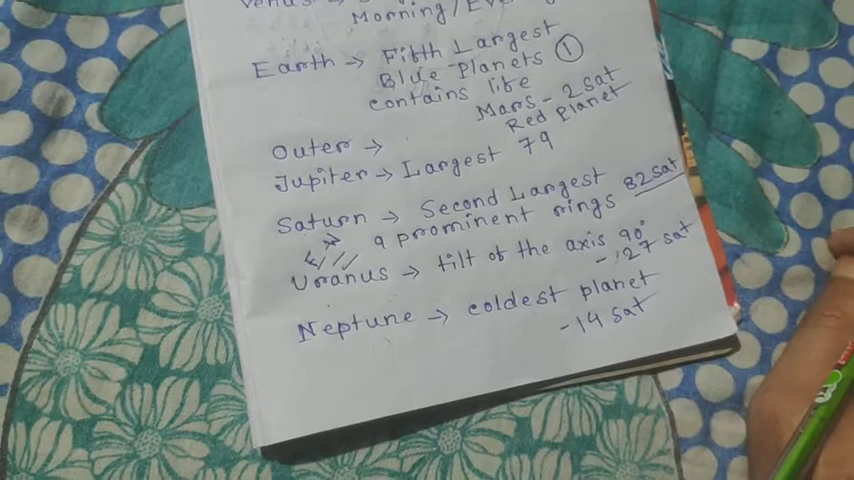 Venus →
Morning/Eve
Earth → Fifth Largest
Blue Planets ①
contains life
Mars - 2 sat
Red Planet
Outer →
Jupiter → Largest 79
Saturn → Second Largest
9 prominent rings 82 sat
Uranus → tilt of the axis 90°
- 27 sat
Neptune → coldest planet
- 14 sat